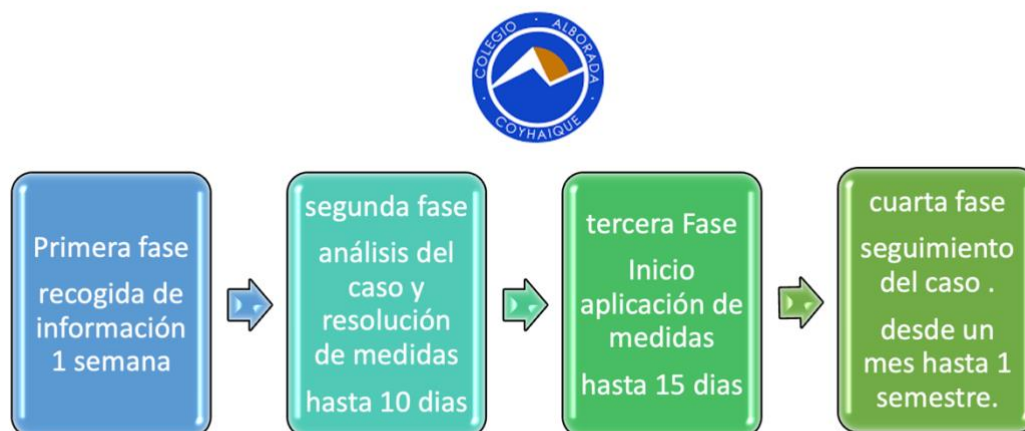 COLEGIO · ALBORADA
· COYHAIQUE ·
Primera fase
recogida de
información
1 semana
segunda fase
análisis del
caso y
resolución
de medidas
hasta 10 dias
tercera Fase
Inicio
aplicación de
medidas
hasta 15 dias
cuarta fase
seguimiento
del caso .
desde un
mes hasta 1
semestre.